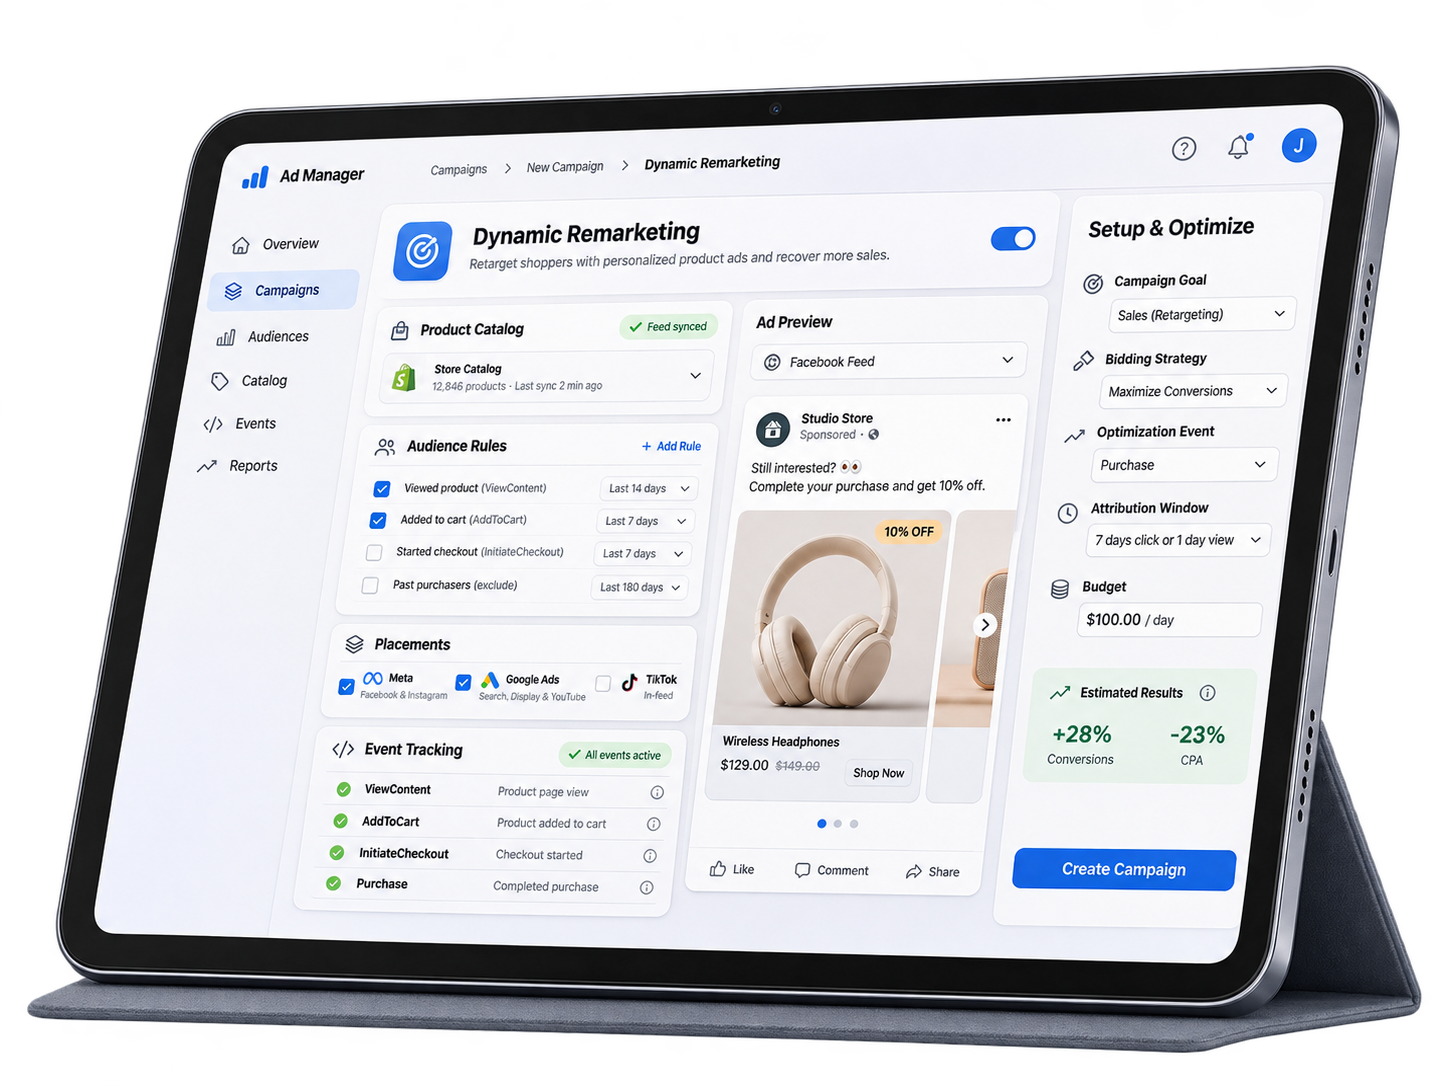 Ad Manager
Campaigns > New Campaign > Dynamic Remarketing
?
J
Overview
Campaigns
Audiences
Catalog
Events
Reports
Dynamic Remarketing
Retarget shoppers with personalized product ads and recover more sales.
Product Catalog
Feed synced
Store Catalog
12,846 products · Last sync 2 min ago
Audience Rules
+ Add Rule
Viewed product (ViewContent)
Last 14 days
Added to cart (AddToCart)
Last 7 days
Started checkout (InitiateCheckout)
Last 7 days
Past purchasers (exclude)
Last 180 days
Placements
Meta
Facebook & Instagram
Google Ads
Search, Display & YouTube
TikTok
In-feed
Event Tracking
All events active
ViewContent
Product page view
AddToCart
Product added to cart
InitiateCheckout
Checkout started
Purchase
Completed purchase
Ad Preview
Facebook Feed
Studio Store
Sponsored ·
Still interested? 👀
Complete your purchase and get 10% off.
10% OFF
Wireless Headphones
$129.00 $149.00
Shop Now
Like
Comment
Share
Setup & Optimize
Campaign Goal
Sales (Retargeting)
Bidding Strategy
Maximize Conversions
Optimization Event
Purchase
Attribution Window
7 days click or 1 day view
Budget
$100.00 / day
Estimated Results
+28%
Conversions
-23%
CPA
Create Campaign